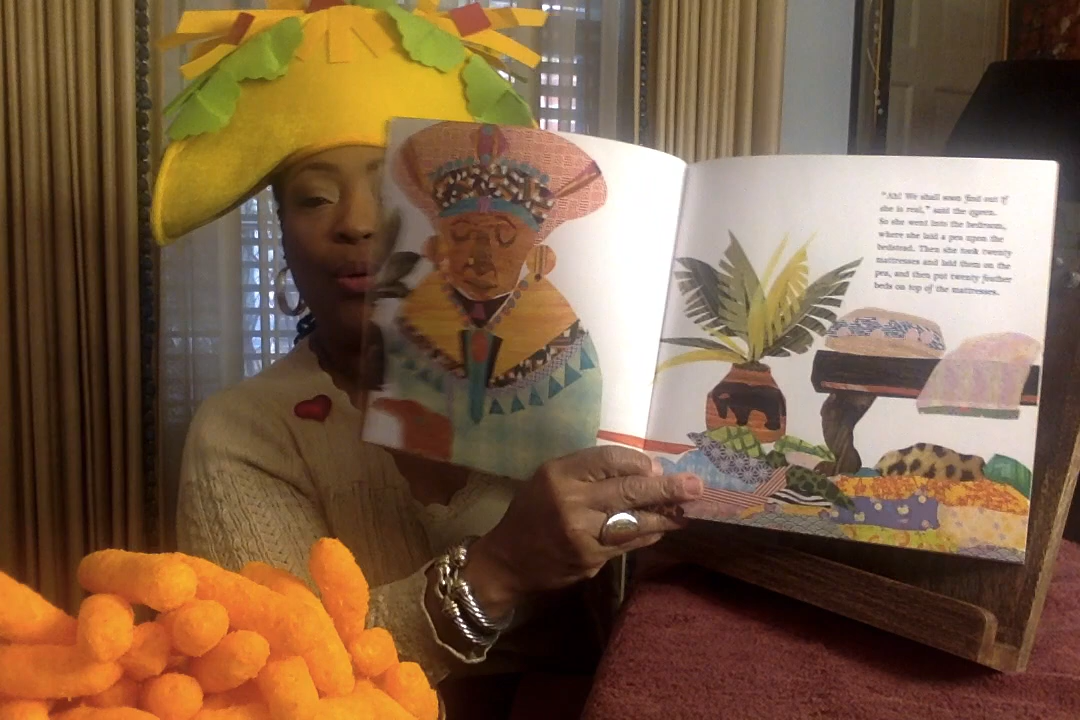 "Ah! We shall soon find out if
she is real," said the queen.
So she went into the bedroom,
where she laid a pea upon the
bedstead. Then she took twenty
mattresses and laid them on the
pea, and then put twenty feather
beds on top of the mattresses.